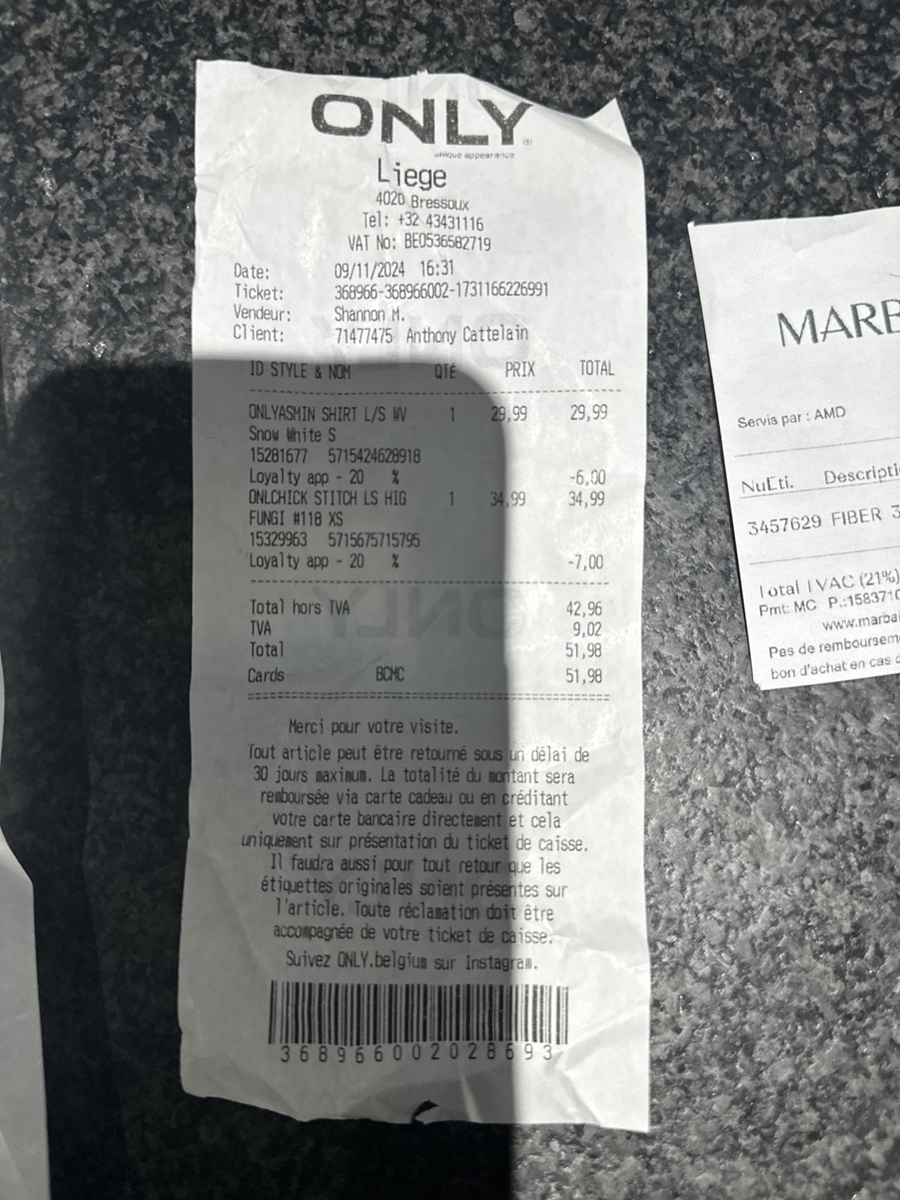 ONLY
unique appearance
Liege
4020 Bressoux
Tel: +32 43431116
VAT No: BE0536582719
Date: 09/11/2024 16:31
Ticket: 368966-368966002-1731166226991
Vendeur: Shannon M.
Client: 71477475 Anthony Cattelain
ID STYLE & NOM QTÉ PRIX TOTAL
ONLYASMIN SHIRT L/S WV 1 29,99 29,99
Snow White S
15281677 5715424628918
Loyalty app - 20 % -6,00
ONLCHICK STITCH LS HIG 1 34,99 34,99
FUNGI #118 XS
15329963 5715675715795
Loyalty app - 20 % -7,00
Total hors TVA 42,96
TVA 9,02
Total 51,98
Cards BCMC 51,98
Merci pour votre visite.
Tout article peut être retourné sous un délai de
30 jours maximum. La totalité du montant sera
remboursée via carte cadeau ou en créditant
votre carte bancaire directement et cela
uniquement sur présentation du ticket de caisse.
Il faudra aussi pour tout retour que les
étiquettes originales soient présentes sur
l'article. Toute réclamation doit être
accompagnée de votre ticket de caisse.
Suivez ONLY.belgium sur Instagram.
368966002028693
MARB
Servis par : AMD
NuEti. Descripti
3457629 FIBER 3
Total TVAC (21%)
Pmt: MC P.:1583710
www.marba
Pas de remboursem
bon d'achat en cas